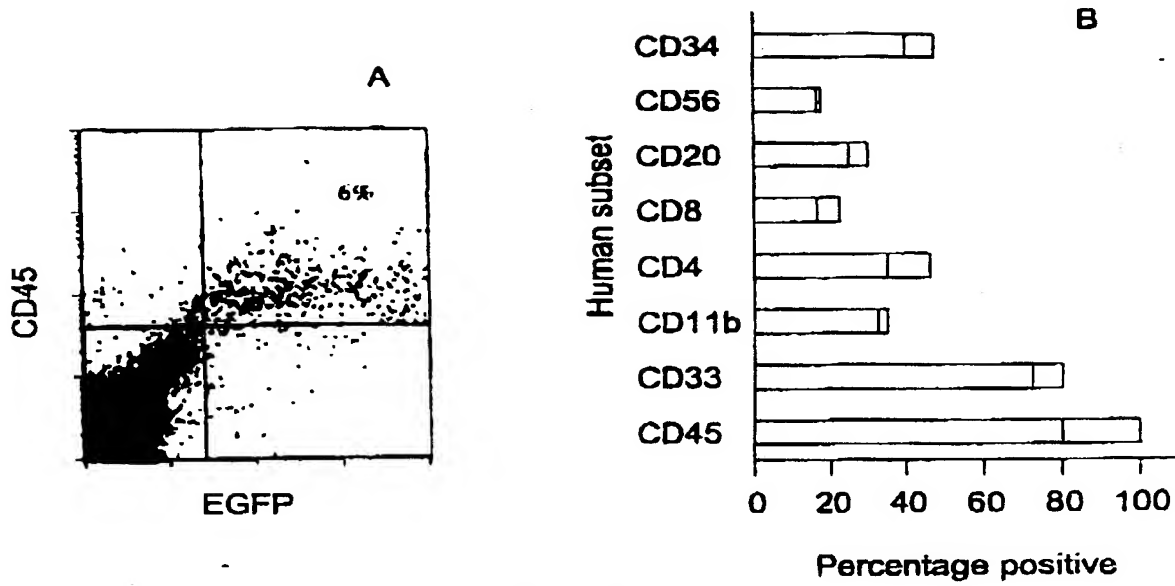 A
CD45
6%
EGFP
B
Human subset
CD34
CD56
CD20
CD8
CD4
CD11b
CD33
CD45
0 20 40 60 80 100
Percentage positive